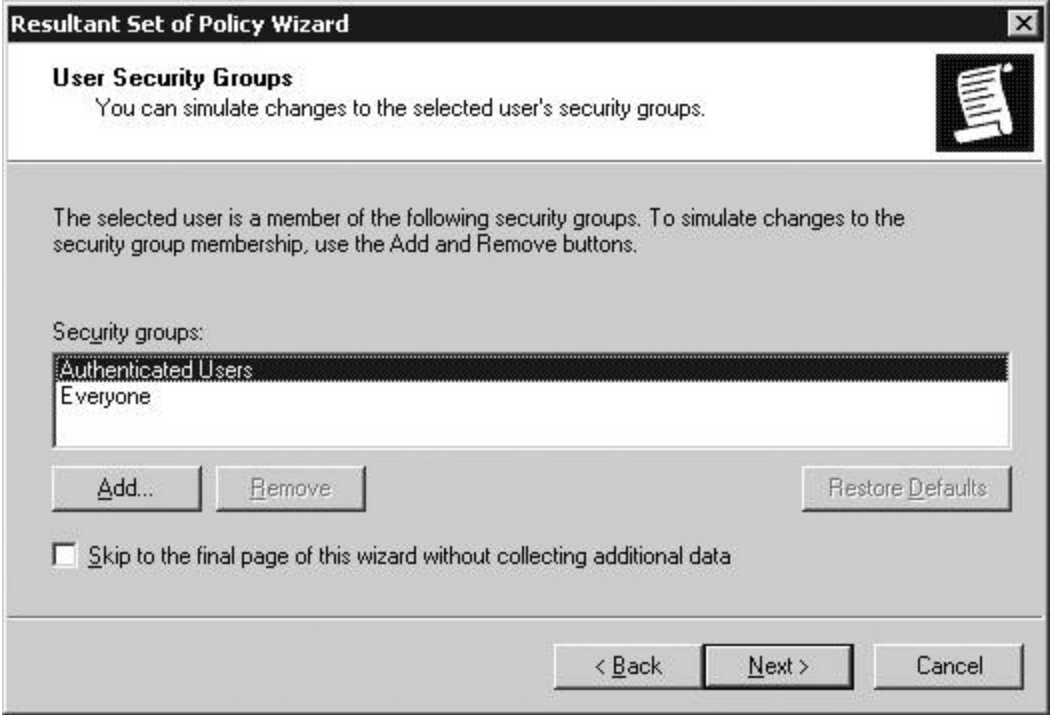 Resultant Set of Policy Wizard
User Security Groups
You can simulate changes to the selected user's security groups.
The selected user is a member of the following security groups. To simulate changes to the
security group membership, use the Add and Remove buttons.
Security groups:
Authenticated Users
Everyone
Add... Remove Restore Defaults
Skip to the final page of this wizard without collecting additional data
< Back Next > Cancel